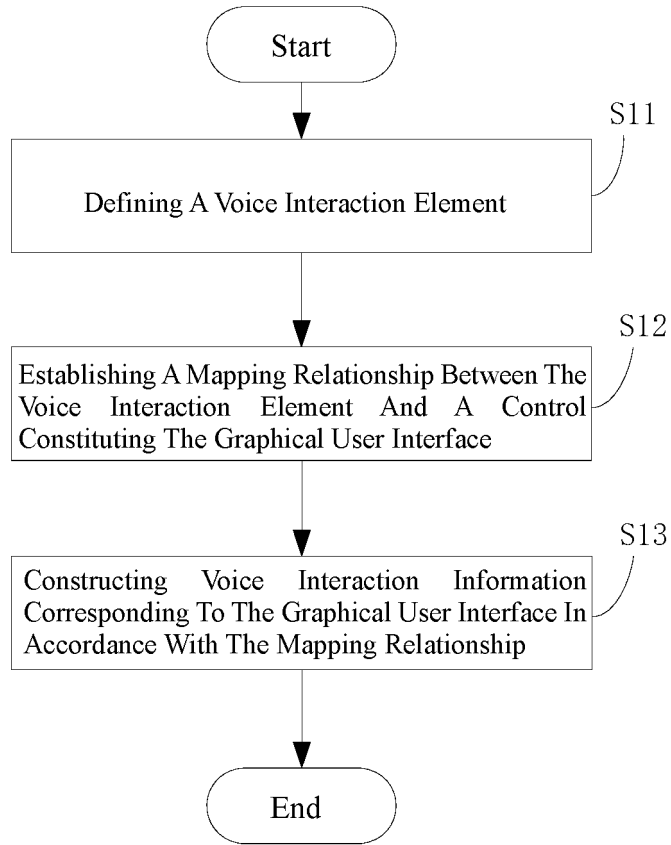 Start
S11
Defining A Voice Interaction Element
S12
Establishing A Mapping Relationship Between The
Voice Interaction Element And A Control
Constituting The Graphical User Interface
S13
Constructing Voice Interaction Information
Corresponding To The Graphical User Interface In
Accordance With The Mapping Relationship
End